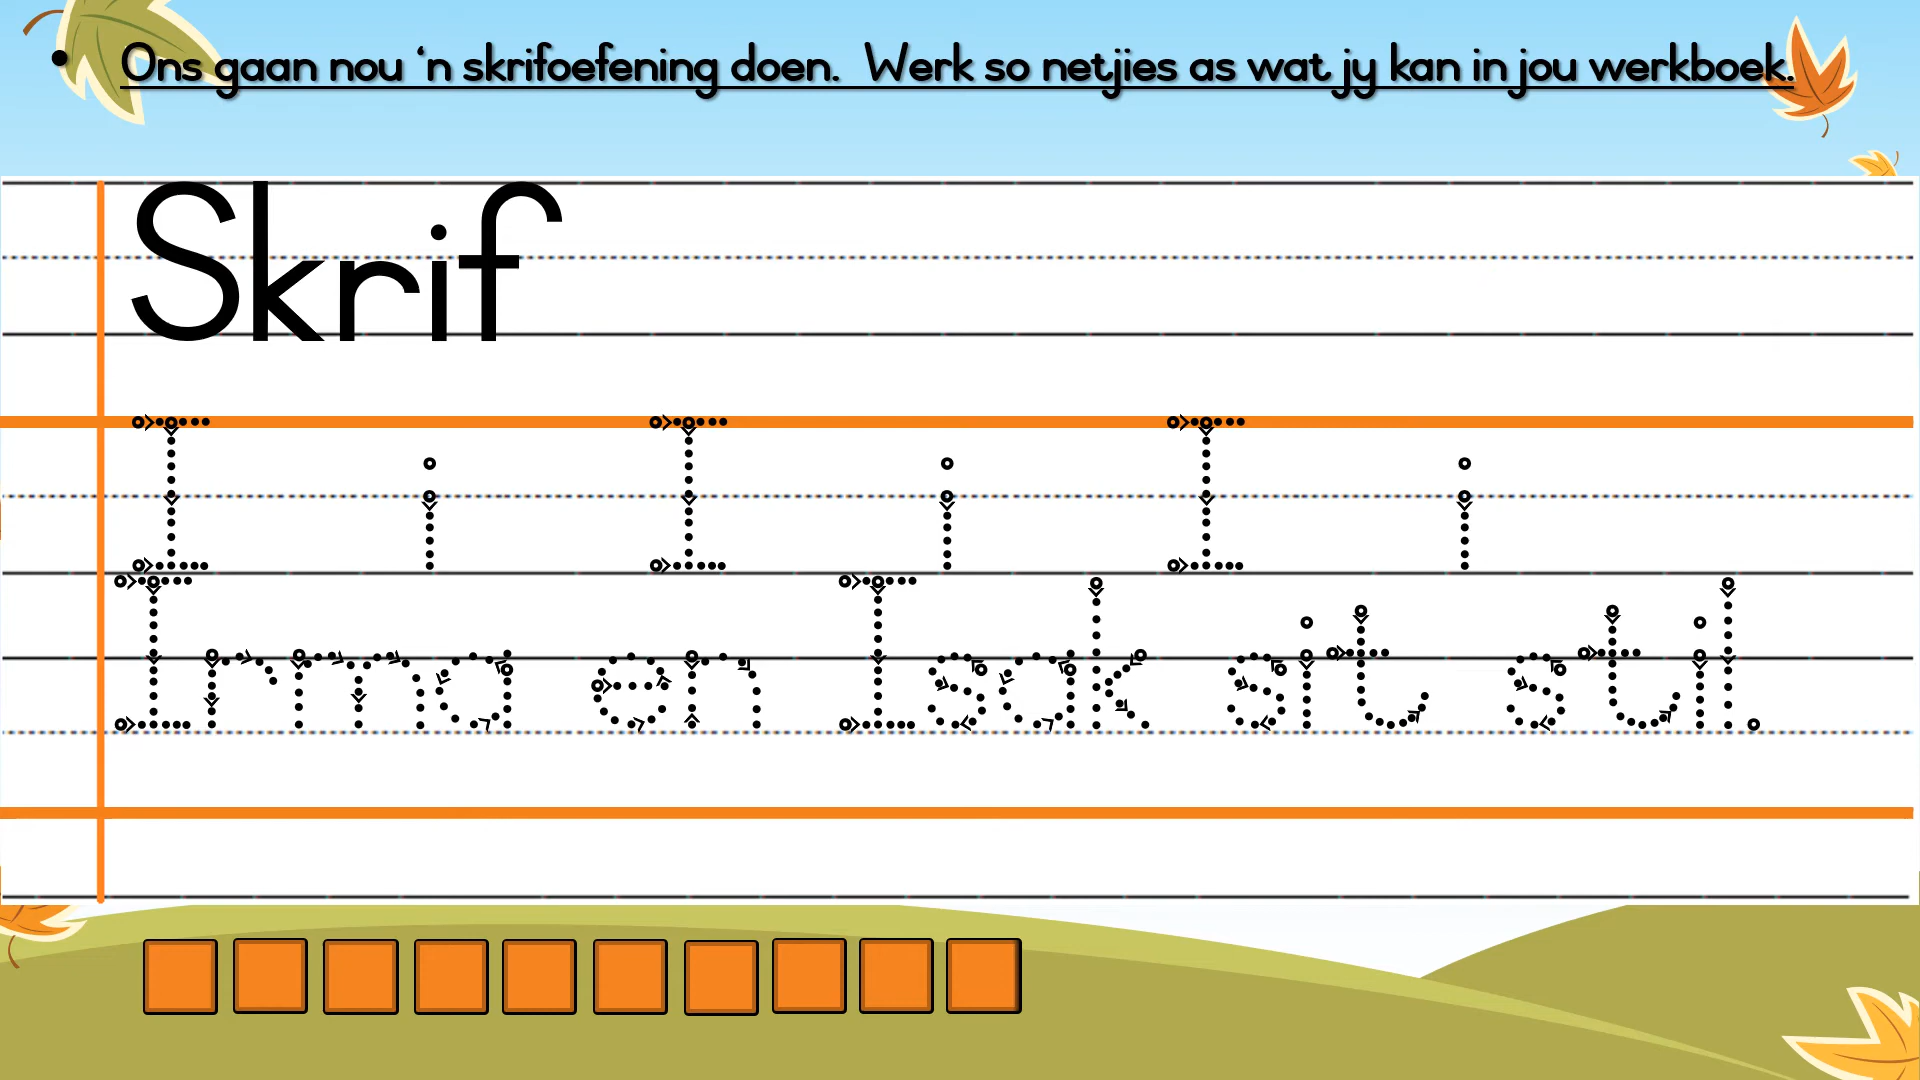 • Ons gaan nou ‘n skrifoefening doen.  Werk so netjies as wat jy kan in jou werkboek.
Skrif
I i I i I i
Irma en Isak sit stil.